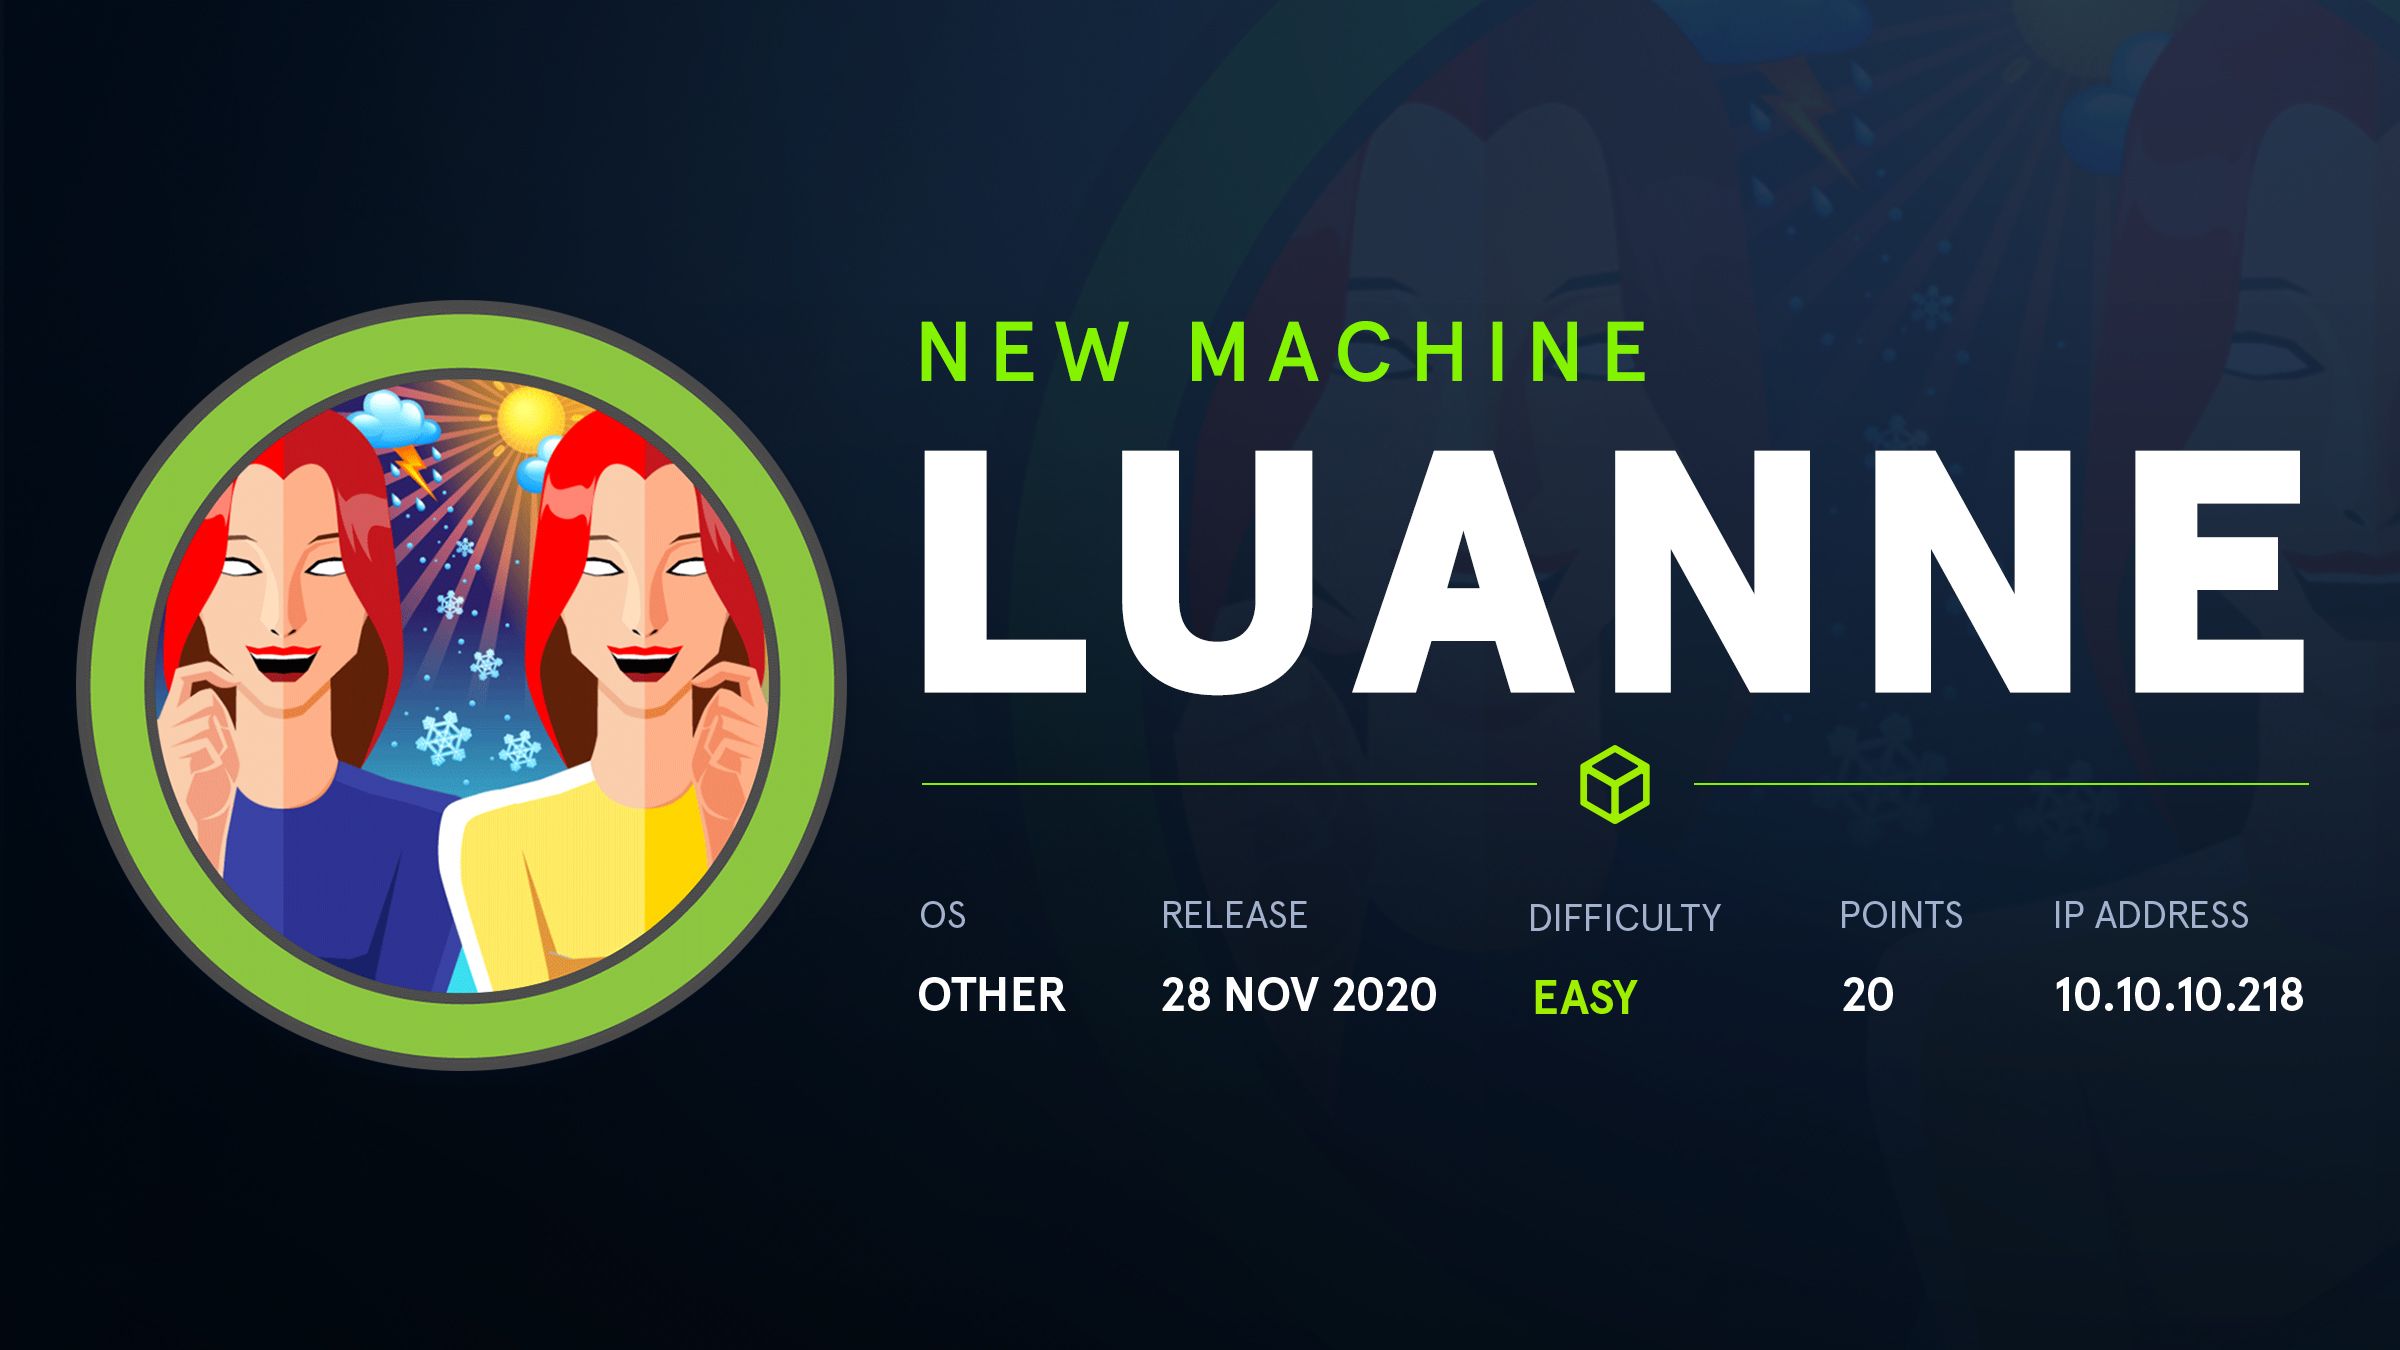 NEW MACHINE
LUANNE
OS RELEASE DIFFICULTY POINTS IP ADDRESS
OTHER 28 NOV 2020 EASY 20 10.10.10.218